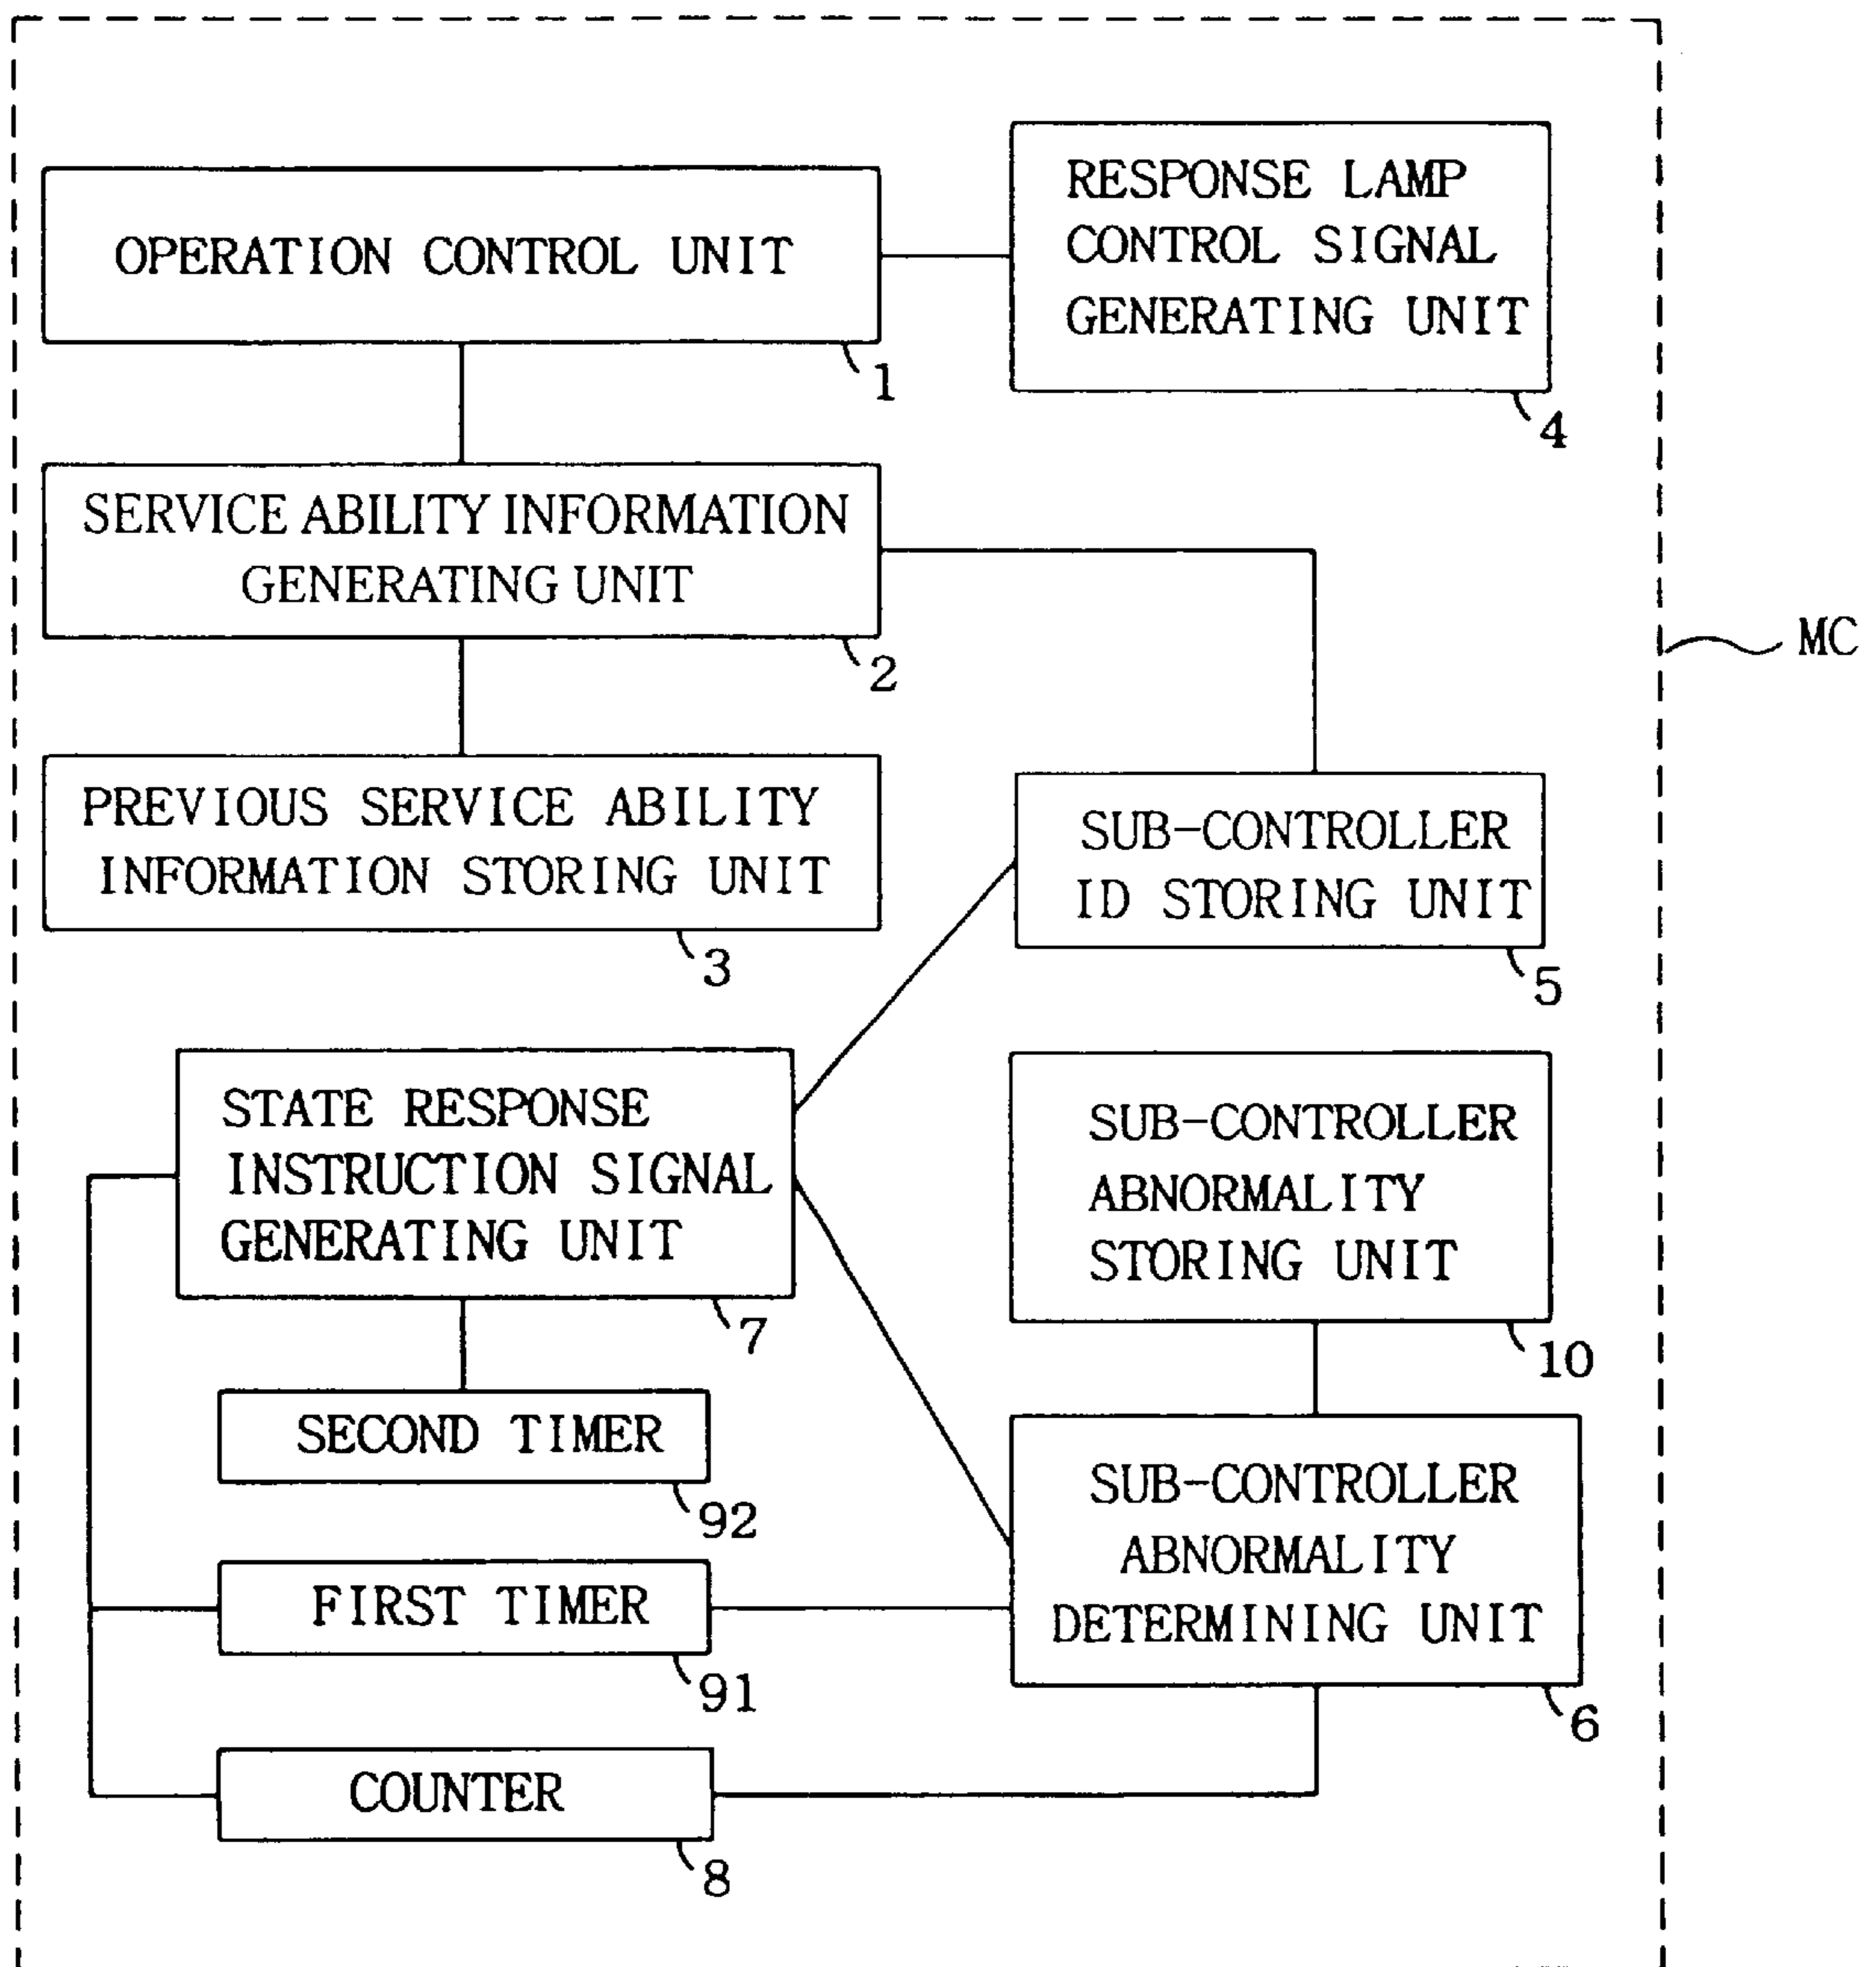 OPERATION CONTROL UNIT
1
RESPONSE LAMP
CONTROL SIGNAL
GENERATING UNIT
4
SERVICE ABILITY INFORMATION
GENERATING UNIT
2
MC
PREVIOUS SERVICE ABILITY
INFORMATION STORING UNIT
3
SUB-CONTROLLER
ID STORING UNIT
5
STATE RESPONSE
INSTRUCTION SIGNAL
GENERATING UNIT
7
SUB-CONTROLLER
ABNORMALITY
STORING UNIT
10
SECOND TIMER
92
FIRST TIMER
91
SUB-CONTROLLER
ABNORMALITY
DETERMINING UNIT
6
COUNTER
8